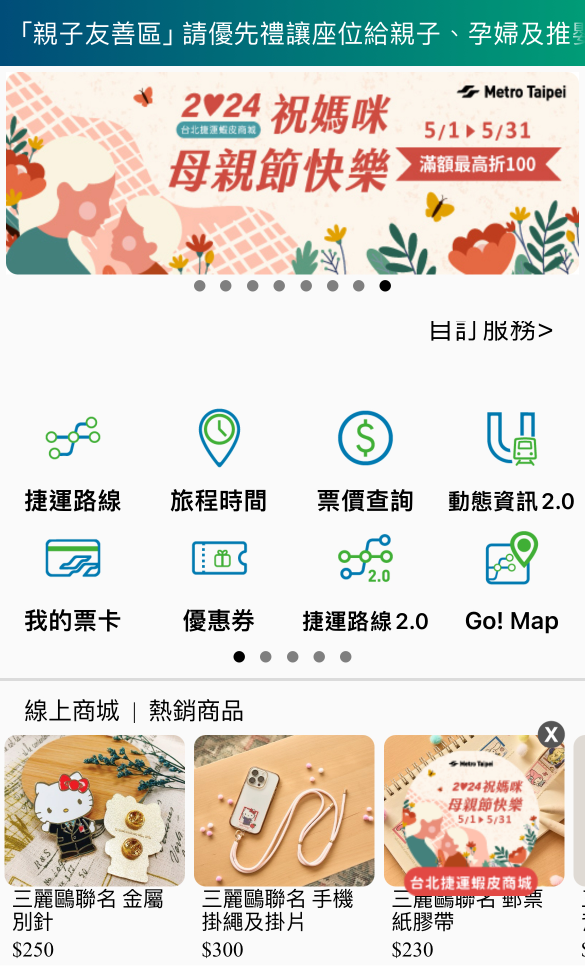 「親子友善區」請優先禮讓座位給親子、孕婦及推
Metro Taipei
2024 祝媽咪
台北捷運蝦皮商城
母親節快樂
5/1▶5/31
滿額最高折100
自訂服務>
捷運路線
旅程時間
票價查詢
動態資訊2.0
2.0
我的票卡
優惠券
捷運路線2.0
Go! Map
線上商城｜熱銷商品
X
Metro Taipei
2024祝媽咪
母親節快樂
5/1▶5/31
台北捷運蝦皮商城
三麗鷗聯名 金屬
別針
$250
三麗鷗聯名 手機
掛繩及掛片
$300
三麗鷗聯名 郵票
紙膠帶
$230